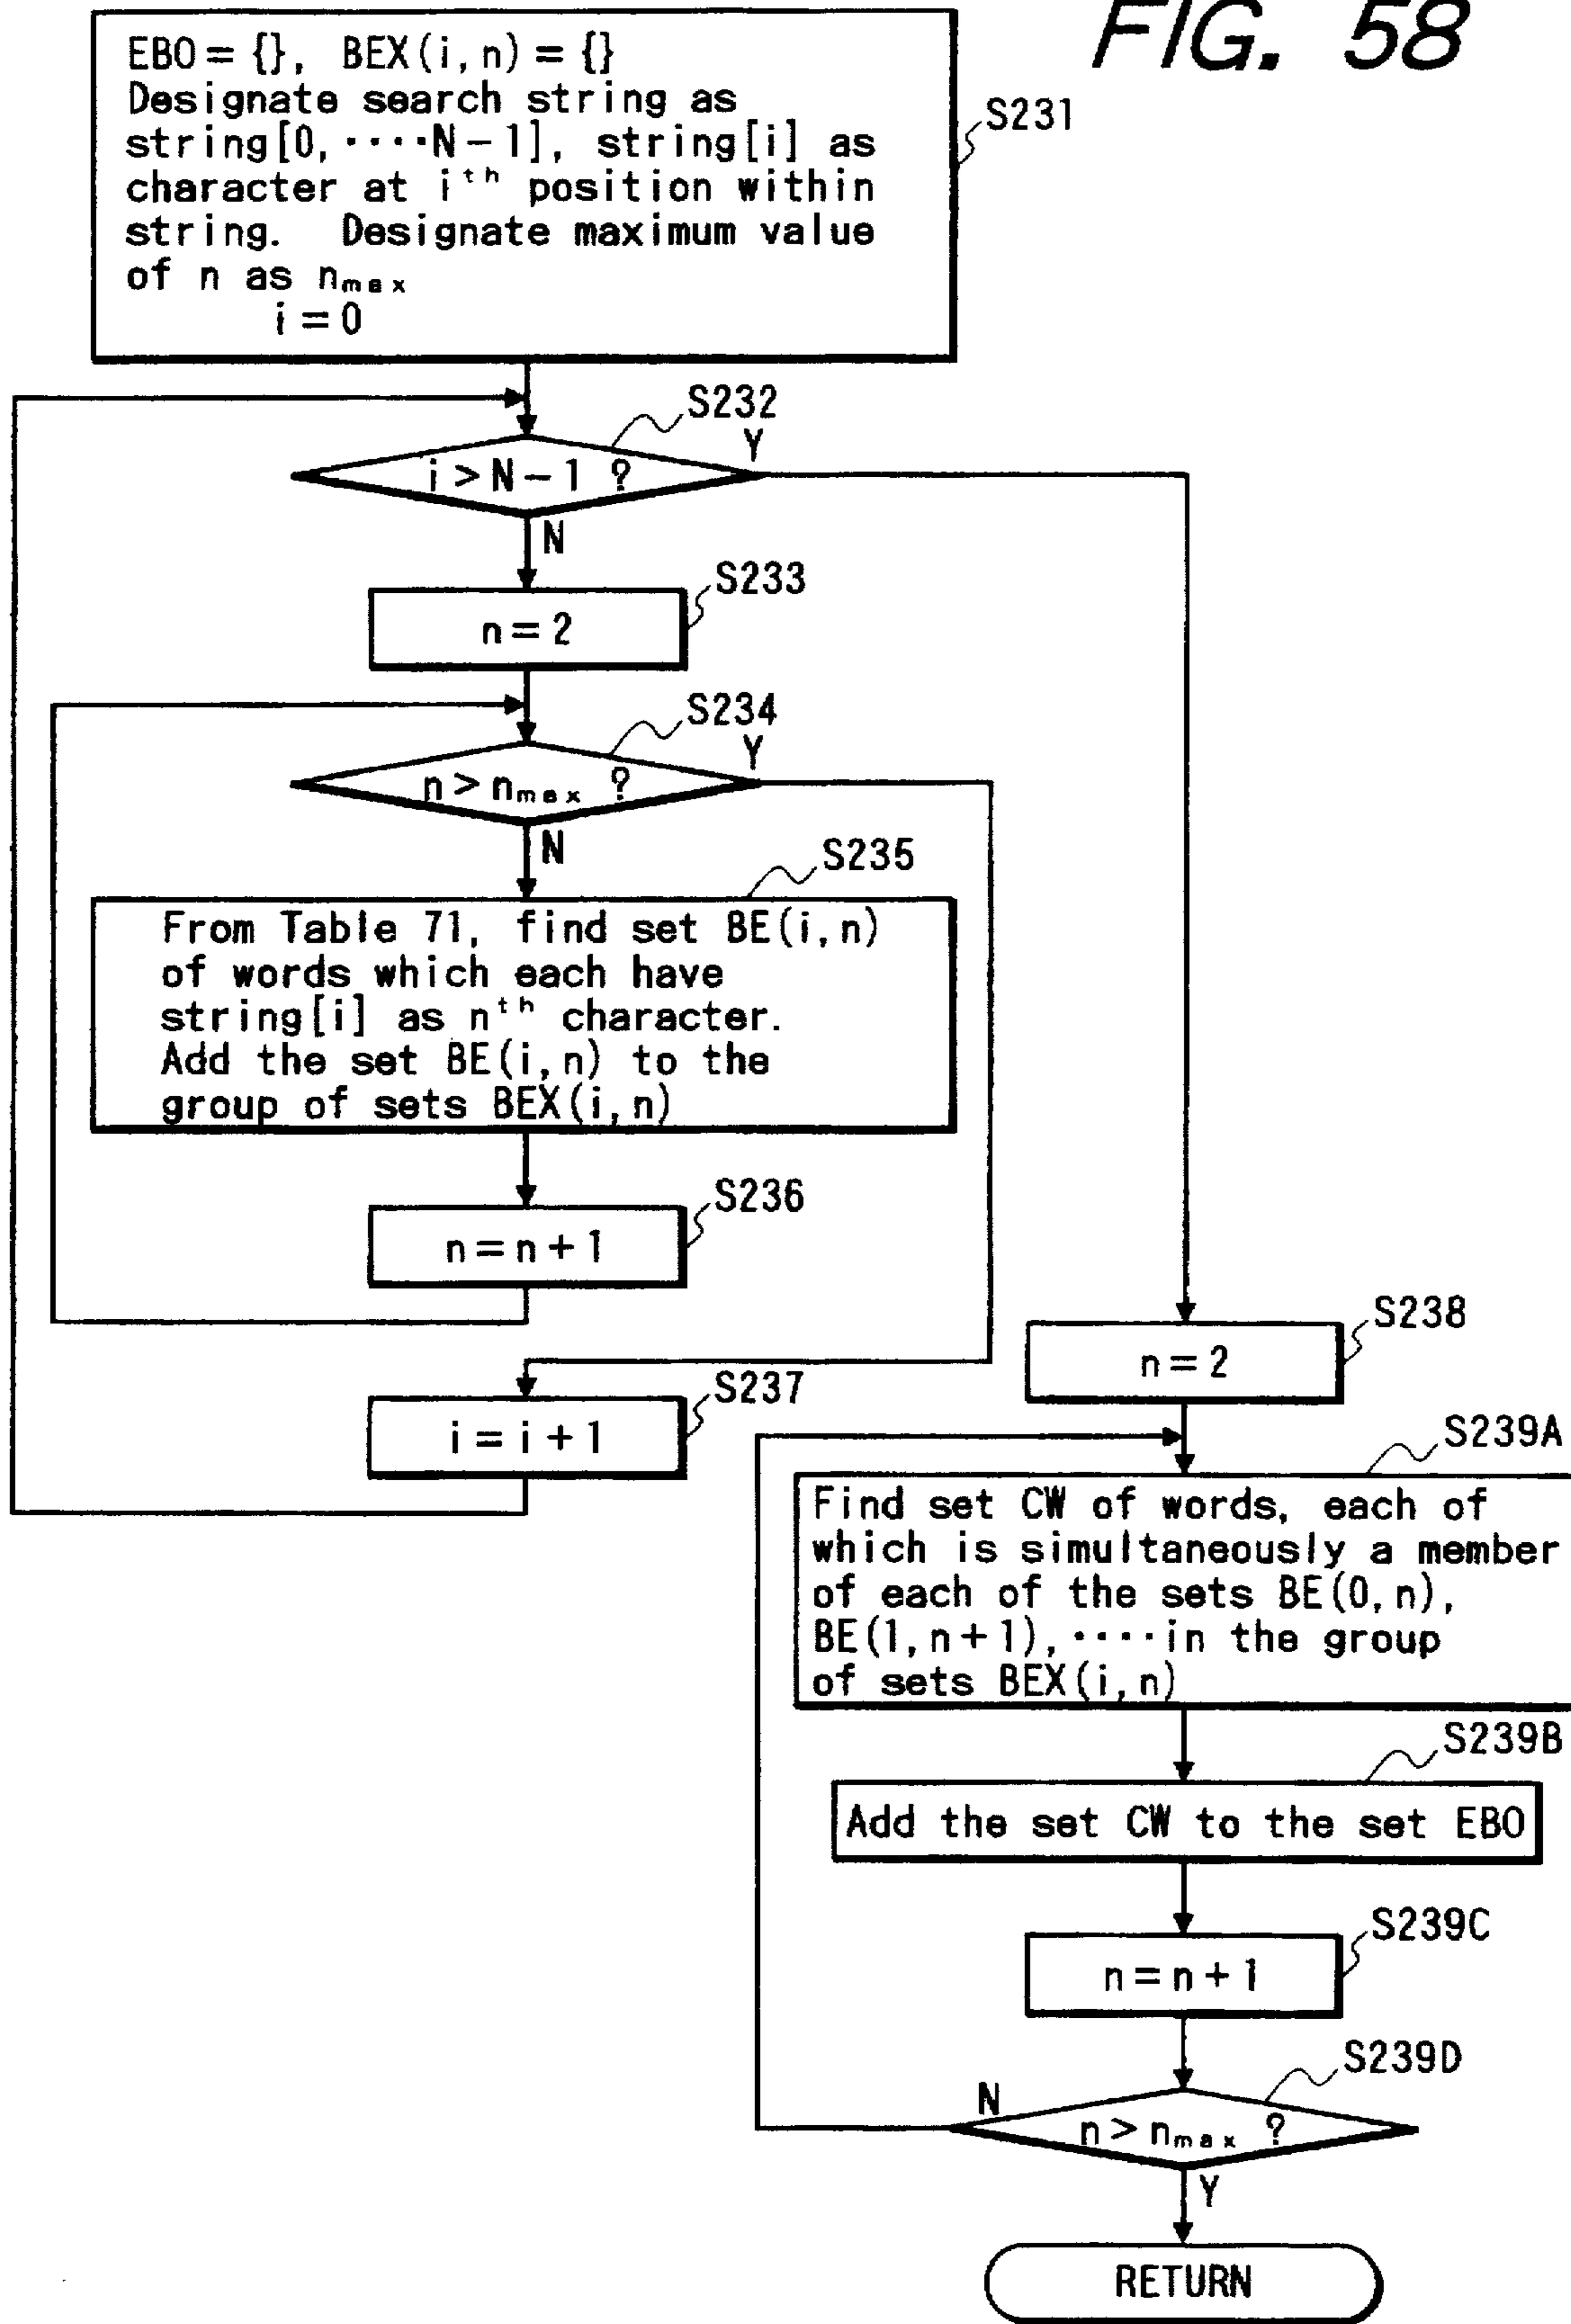 FIG. 58
EBO = {}, BEX(i,n) = {}
Designate search string as
string[0, ····N-1], string[i] as
character at iᵗʰ position within
string. Designate maximum value
of n as nₘₐₓ
i = 0
S231
S232
Y
i > N-1 ?
N
S233
n = 2
S234
Y
n > nₘₐₓ ?
N
S235
From Table 71, find set BE(i,n)
of words which each have
string[i] as nᵗʰ character.
Add the set BE(i,n) to the
group of sets BEX(i,n)
S236
n = n + 1
S237
i = i + 1
S238
n = 2
S239A
Find set CW of words, each of
which is simultaneously a member
of each of the sets BE(0,n),
BE(1,n+1), ····in the group
of sets BEX(i,n)
S239B
Add the set CW to the set EBO
S239C
n = n + 1
S239D
N
n > nₘₐₓ ?
Y
RETURN